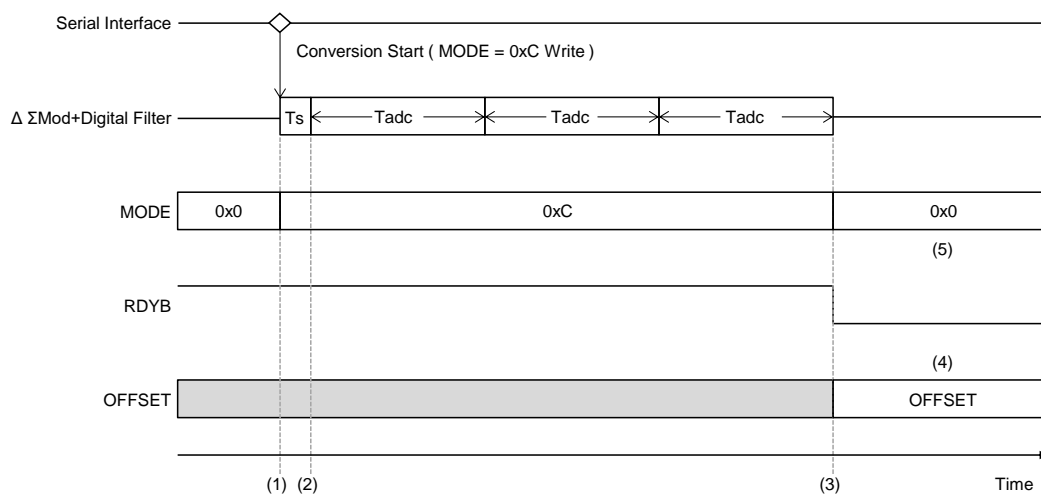 Serial Interface
Conversion Start ( MODE = 0xC Write )
Δ ΣMod+Digital Filter Ts Tadc Tadc Tadc
MODE 0x0 0xC 0x0
(5)
RDYB
(4)
OFFSET OFFSET
(1) (2) (3) Time